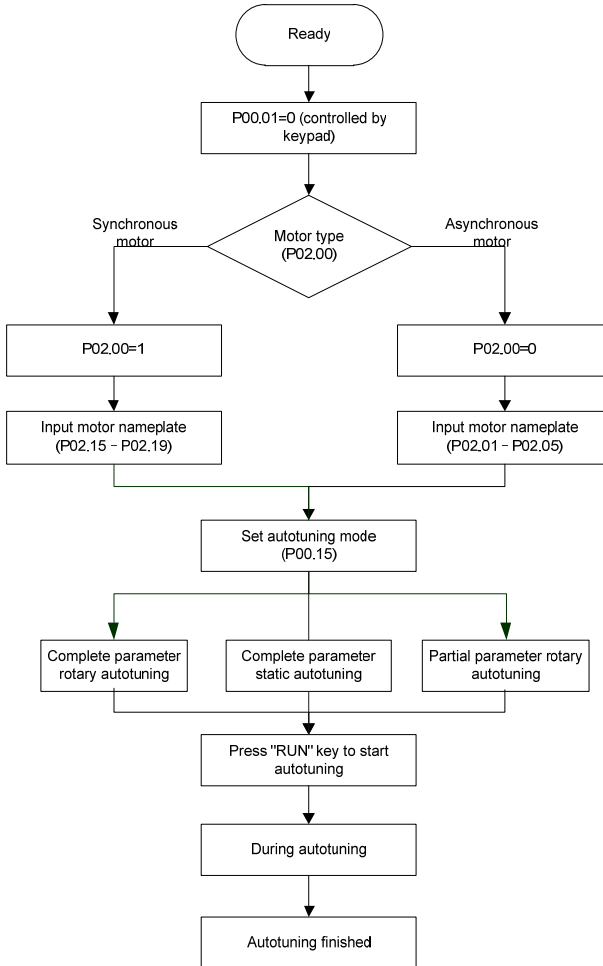 Ready
P00.01=0 (controlled by
keypad)
Synchronous
motor
Motor type
(P02.00)
Asynchronous
motor
P02.00=1
P02.00=0
Input motor nameplate
(P02.15 - P02.19)
Input motor nameplate
(P02.01 - P02.05)
Set autotuning mode
(P00.15)
Complete parameter
rotary autotuning
Complete parameter
static autotuning
Partial parameter rotary
autotuning
Press "RUN" key to start
autotuning
During autotuning
Autotuning finished